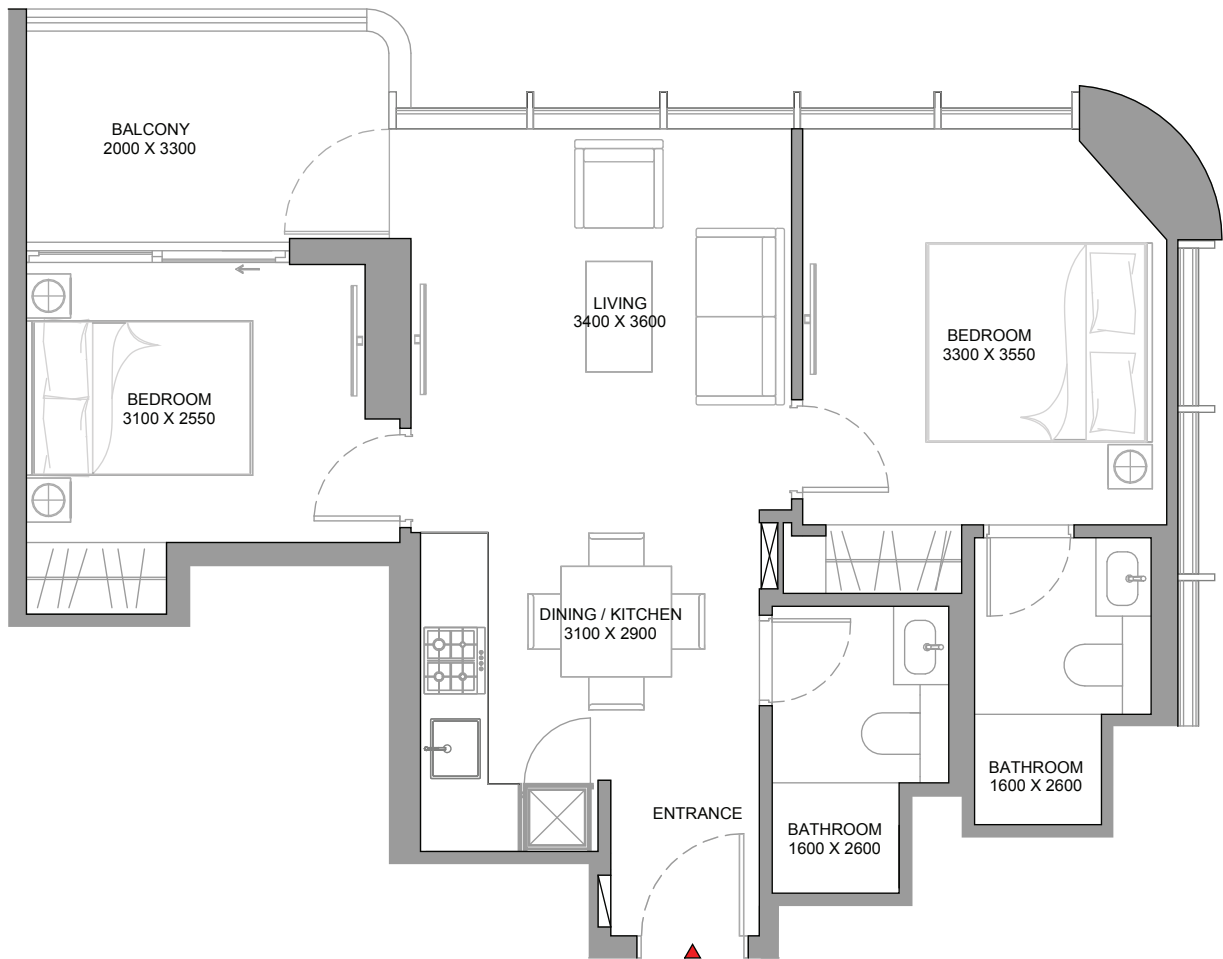 BALCONY
2000 X 3300
LIVING
3400 X 3600
BEDROOM
3300 X 3550
BEDROOM
3100 X 2550
DINING / KITCHEN
3100 X 2900
BATHROOM
1600 X 2600
ENTRANCE
BATHROOM
1600 X 2600